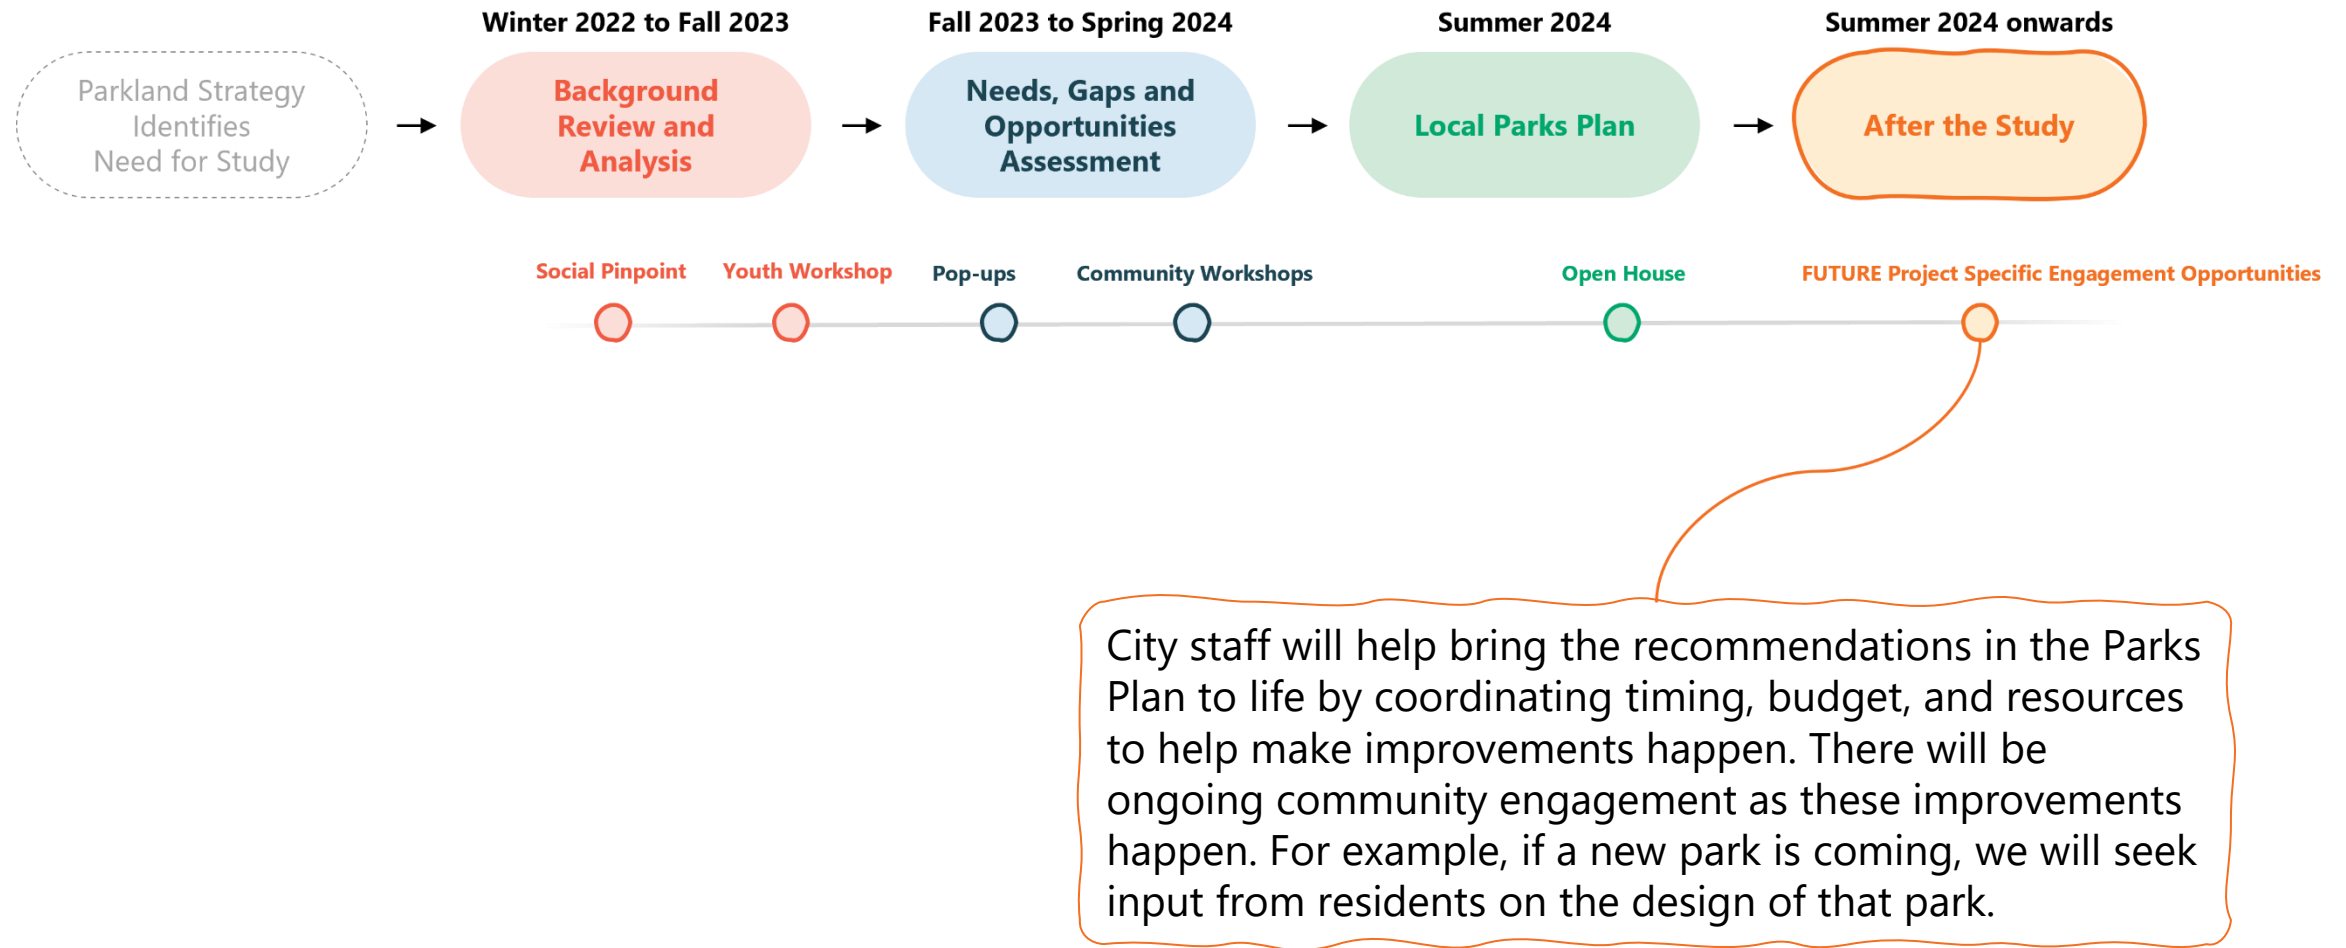 Winter 2022 to Fall 2023
Fall 2023 to Spring 2024
Summer 2024
Summer 2024 onwards
Parkland Strategy
Identifies
Need for Study
Background
Review and
Analysis
Needs, Gaps and
Opportunities
Assessment
Local Parks Plan
After the Study
Social Pinpoint
Youth Workshop
Pop-ups
Community Workshops
Open House
FUTURE Project Specific Engagement Opportunities
City staff will help bring the recommendations in the Parks
Plan to life by coordinating timing, budget, and resources
to help make improvements happen. There will be
ongoing community engagement as these improvements
happen. For example, if a new park is coming, we will seek
input from residents on the design of that park.